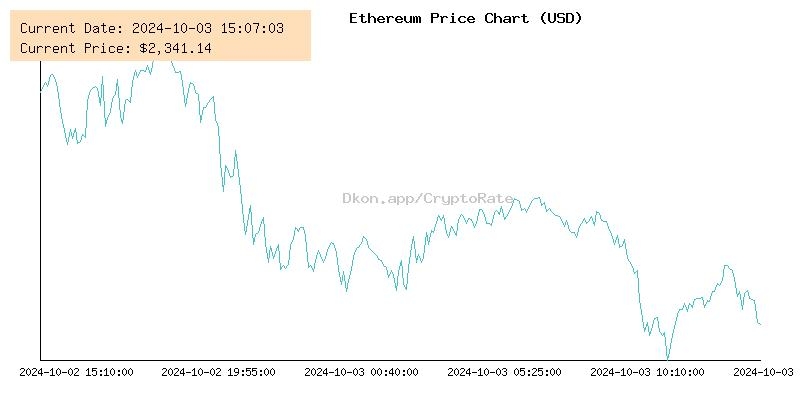 Ethereum Price Chart (USD)
Current Date: 2024-10-03 15:07:03
Current Price: $2,341.14
Dkon.app/CryptoRate
2024-10-02 15:10:00 2024-10-02 19:55:00 2024-10-03 00:40:00 2024-10-03 05:25:00 2024-10-03 10:10:00 2024-10-03